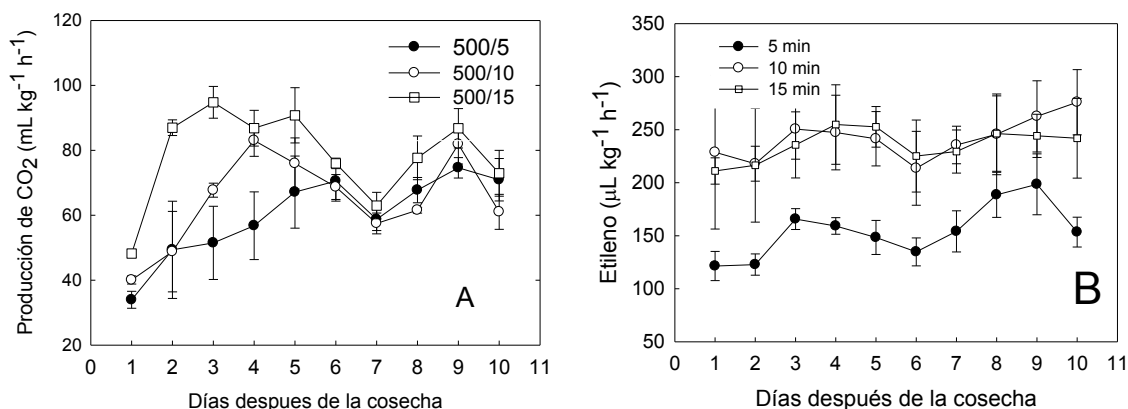 Producción de CO2 (mL kg-1 h-1)
120
100
80
60
40
20
500/5
500/10
500/15
A
0 1 2 3 4 5 6 7 8 9 10 11
Días despues de la cosecha
Etileno (µL kg-1 h-1)
350
300
250
200
150
100
50
5 min
10 min
15 min
B
0 1 2 3 4 5 6 7 8 9 10 11
Días después de la cosecha